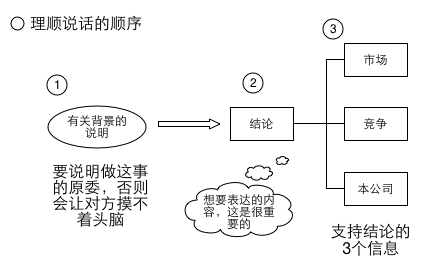 ○ 理顺说话的顺序
①
有关背景的
说明
要说明做这事
的原委，否则
会让对方摸不
着头脑
②
结论
想要表达的内
容，这是很重
要的
③
市场
竞争
本公司
支持结论的
3个信息